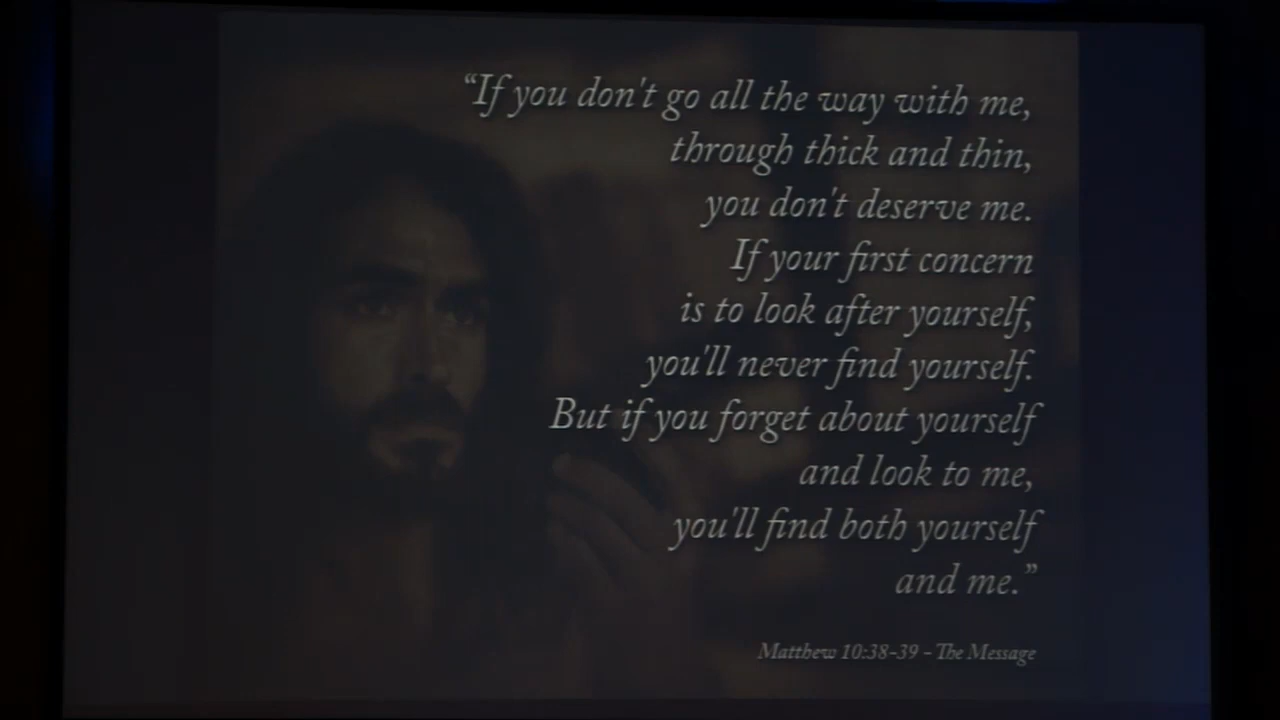 “If you don't go all the way with me,
through thick and thin,
you don't deserve me.
If your first concern
is to look after yourself,
you'll never find yourself.
But if you forget about yourself
and look to me,
you'll find both yourself
and me.”
Matthew 10:38-39 - The Message